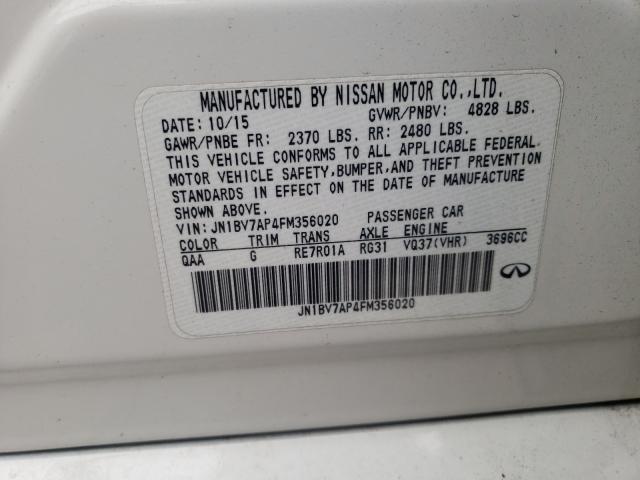 MANUFACTURED BY NISSAN MOTOR CO.,LTD.
DATE: 10/15 GVWR/PNBV: 4828 LBS.
GAWR/PNBE FR: 2370 LBS. RR: 2480 LBS.
THIS VEHICLE CONFORMS TO ALL APPLICABLE FEDERAL
MOTOR VEHICLE SAFETY,BUMPER,AND THEFT PREVENTION
STANDARDS IN EFFECT ON THE DATE OF MANUFACTURE
SHOWN ABOVE.
VIN: JN1BV7AP4FM356020 PASSENGER CAR
COLOR TRIM TRANS AXLE ENGINE
QAA G RE7R01A RG31 VQ37(VHR) 3696CC
JN1BV7AP4FM356020